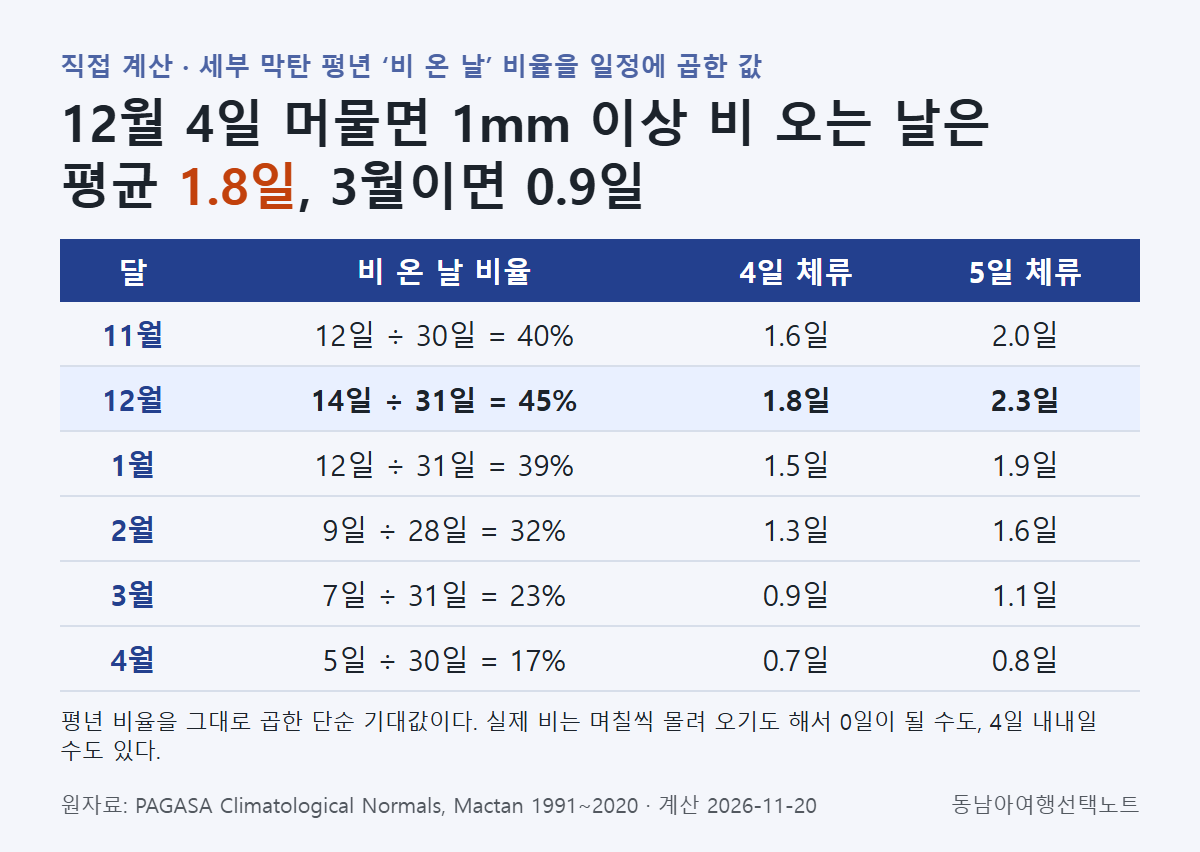 직접 계산 · 세부 막탄 평년 ‘비 온 날’ 비율을 일정에 곱한 값
12월 4일 머물면 1mm 이상 비 오는 날은
평균 1.8일, 3월이면 0.9일
달 비 온 날 비율 4일 체류 5일 체류
11월 12일 ÷ 30일 = 40% 1.6일 2.0일
12월 14일 ÷ 31일 = 45% 1.8일 2.3일
1월 12일 ÷ 31일 = 39% 1.5일 1.9일
2월 9일 ÷ 28일 = 32% 1.3일 1.6일
3월 7일 ÷ 31일 = 23% 0.9일 1.1일
4월 5일 ÷ 30일 = 17% 0.7일 0.8일
평년 비율을 그대로 곱한 단순 기대값이다. 실제 비는 며칠씩 몰려 오기도 해서 0일이 될 수도, 4일 내내일
수도 있다.
원자료: PAGASA Climatological Normals, Mactan 1991~2020 · 계산 2026-11-20 동남아여행선택노트